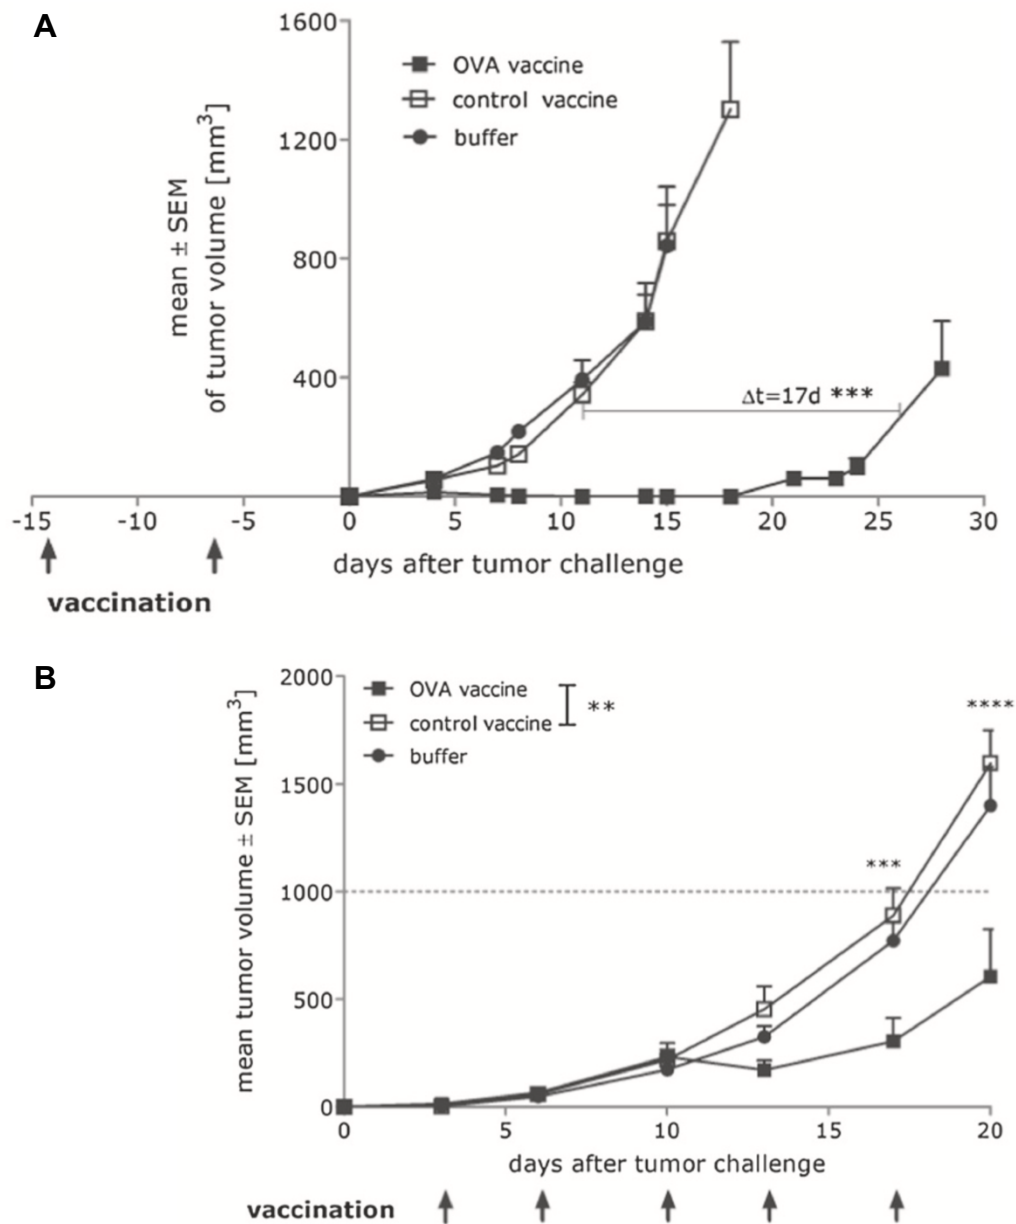 A
1600
1200
800
400
mean ± SEM
of tumor volume [mm³]
OVA vaccine
control vaccine
buffer
Δt=17d ***
-15 -10 -5 0 5 10 15 20 25 30
days after tumor challenge
vaccination
B
2000
1500
1000
500
0
mean tumor volume ± SEM [mm³]
OVA vaccine
control vaccine
buffer
**
***
****
0 5 10 15 20
days after tumor challenge
vaccination